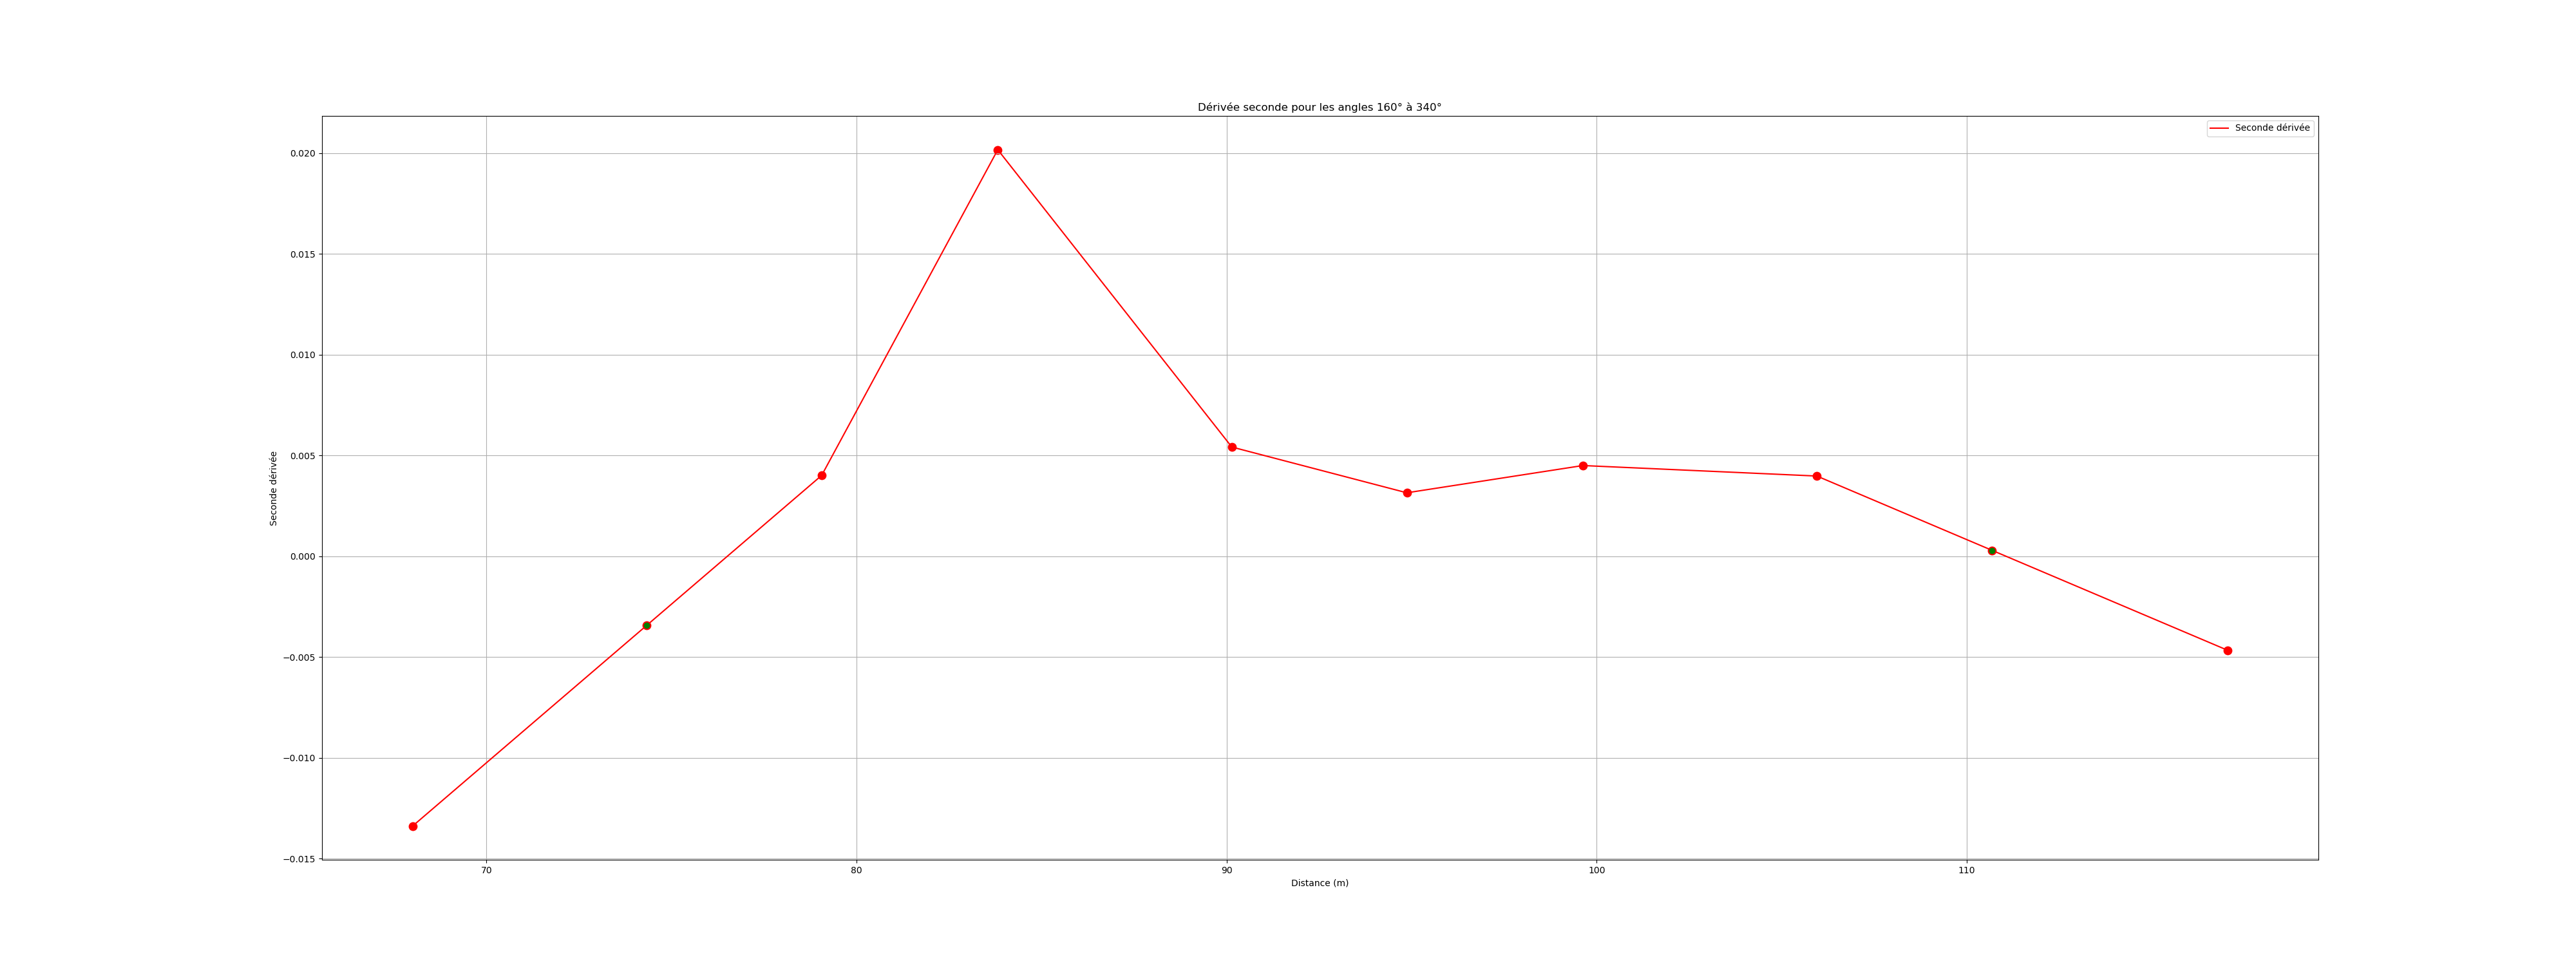 Dérivée seconde pour les angles 160° à 340°
Seconde dérivée
0.020
0.015
0.010
0.005
0.000
−0.005
−0.010
−0.015
Seconde dérivée
70 80 90 100 110
Distance (m)